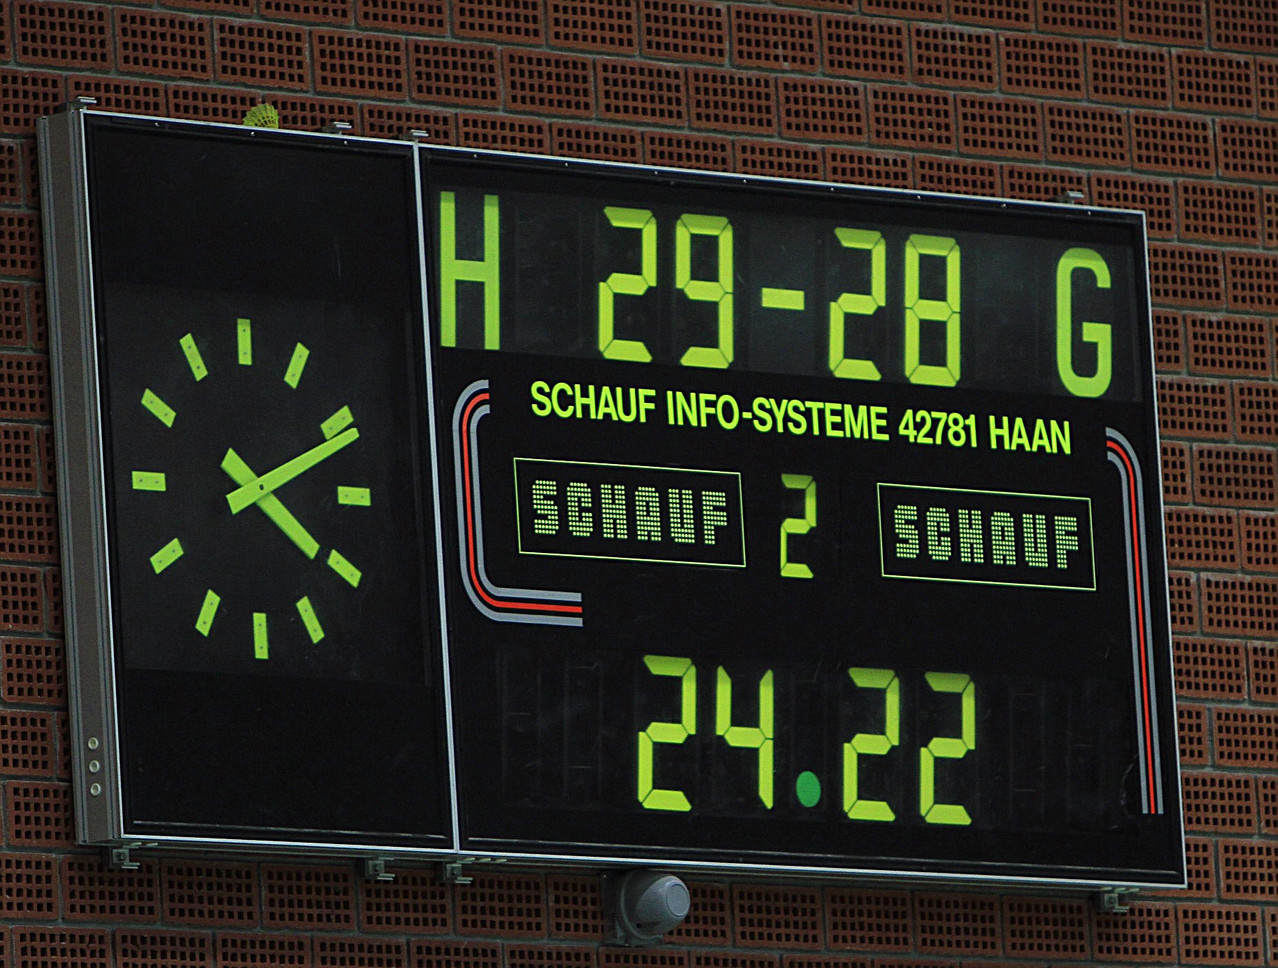 H 29-28 G
SCHAUF INFO-SYSTEME 42781 HAAN
SCHAUF 2 SCHAUF
24.22